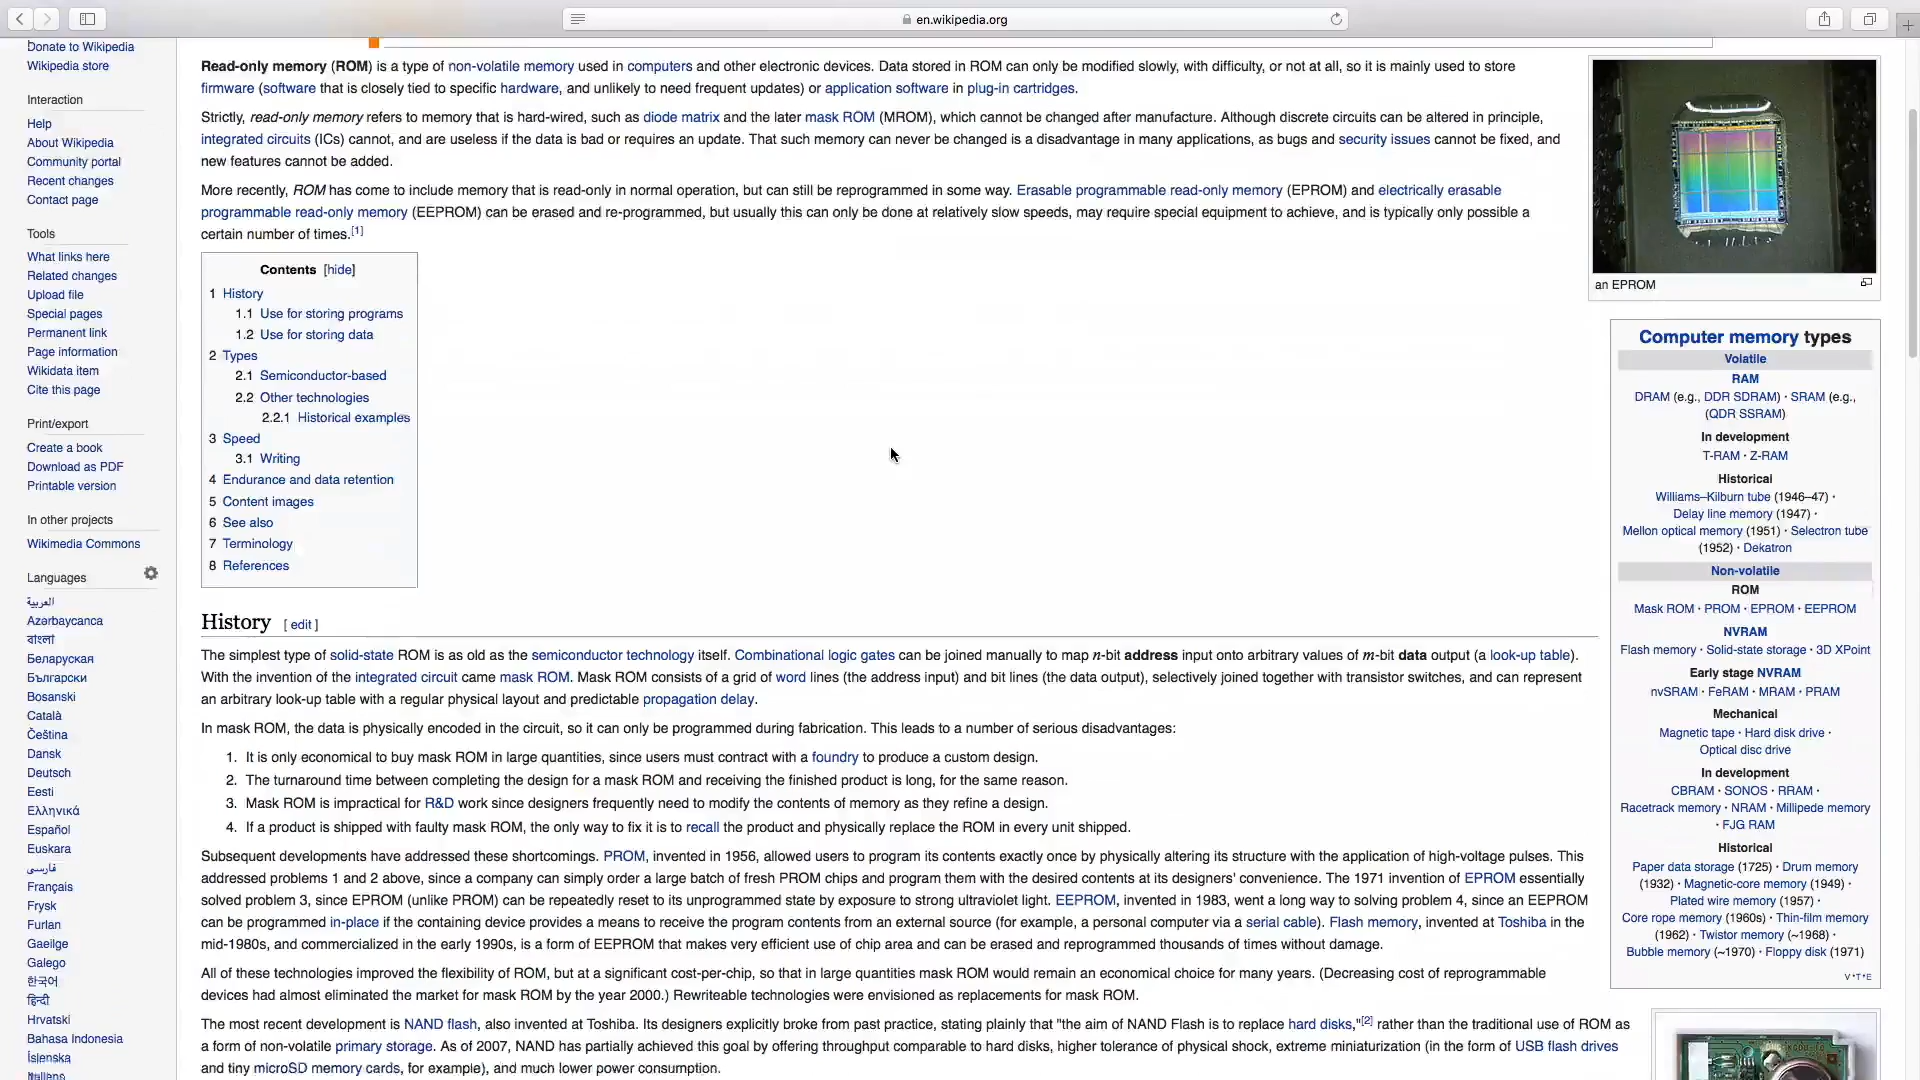 en.wikipedia.org
Donate to Wikipedia
Wikipedia store
Interaction
Help
About Wikipedia
Community portal
Recent changes
Contact page
Tools
What links here
Related changes
Upload file
Special pages
Permanent link
Page information
Wikidata item
Cite this page
Print/export
Create a book
Download as PDF
Printable version
In other projects
Wikimedia Commons
Languages
العربية
Azərbaycanca
বাংলা
Беларуская
Български
Bosanski
Català
Čeština
Dansk
Deutsch
Eesti
Ελληνικά
Español
Euskara
فارسی
Français
Frysk
Furlan
Gaeilge
Galego
한국어
हिन्दी
Hrvatski
Bahasa Indonesia
Íslenska
Italiano
Read-only memory (ROM) is a type of non-volatile memory used in computers and other electronic devices. Data stored in ROM can only be modified slowly, with difficulty, or not at all, so it is mainly used to store
firmware (software that is closely tied to specific hardware, and unlikely to need frequent updates) or application software in plug-in cartridges.
Strictly, read-only memory refers to memory that is hard-wired, such as diode matrix and the later mask ROM (MROM), which cannot be changed after manufacture. Although discrete circuits can be altered in principle,
integrated circuits (ICs) cannot, and are useless if the data is bad or requires an update. That such memory can never be changed is a disadvantage in many applications, as bugs and security issues cannot be fixed, and
new features cannot be added.
More recently, ROM has come to include memory that is read-only in normal operation, but can still be reprogrammed in some way. Erasable programmable read-only memory (EPROM) and electrically erasable
programmable read-only memory (EEPROM) can be erased and re-programmed, but usually this can only be done at relatively slow speeds, may require special equipment to achieve, and is typically only possible a
certain number of times.[1]
Contents [hide]
1 History
1.1 Use for storing programs
1.2 Use for storing data
2 Types
2.1 Semiconductor-based
2.2 Other technologies
2.2.1 Historical examples
3 Speed
3.1 Writing
4 Endurance and data retention
5 Content images
6 See also
7 Terminology
8 References
History [ edit ]
The simplest type of solid-state ROM is as old as the semiconductor technology itself. Combinational logic gates can be joined manually to map n-bit address input onto arbitrary values of m-bit data output (a look-up table).
With the invention of the integrated circuit came mask ROM. Mask ROM consists of a grid of word lines (the address input) and bit lines (the data output), selectively joined together with transistor switches, and can represent
an arbitrary look-up table with a regular physical layout and predictable propagation delay.
In mask ROM, the data is physically encoded in the circuit, so it can only be programmed during fabrication. This leads to a number of serious disadvantages:
1. It is only economical to buy mask ROM in large quantities, since users must contract with a foundry to produce a custom design.
2. The turnaround time between completing the design for a mask ROM and receiving the finished product is long, for the same reason.
3. Mask ROM is impractical for R&D work since designers frequently need to modify the contents of memory as they refine a design.
4. If a product is shipped with faulty mask ROM, the only way to fix it is to recall the product and physically replace the ROM in every unit shipped.
Subsequent developments have addressed these shortcomings. PROM, invented in 1956, allowed users to program its contents exactly once by physically altering its structure with the application of high-voltage pulses. This
addressed problems 1 and 2 above, since a company can simply order a large batch of fresh PROM chips and program them with the desired contents at its designers' convenience. The 1971 invention of EPROM essentially
solved problem 3, since EPROM (unlike PROM) can be repeatedly reset to its unprogrammed state by exposure to strong ultraviolet light. EEPROM, invented in 1983, went a long way to solving problem 4, since an EEPROM
can be programmed in-place if the containing device provides a means to receive the program contents from an external source (for example, a personal computer via a serial cable). Flash memory, invented at Toshiba in the
mid-1980s, and commercialized in the early 1990s, is a form of EEPROM that makes very efficient use of chip area and can be erased and reprogrammed thousands of times without damage.
All of these technologies improved the flexibility of ROM, but at a significant cost-per-chip, so that in large quantities mask ROM would remain an economical choice for many years. (Decreasing cost of reprogrammable
devices had almost eliminated the market for mask ROM by the year 2000.) Rewriteable technologies were envisioned as replacements for mask ROM.
The most recent development is NAND flash, also invented at Toshiba. Its designers explicitly broke from past practice, stating plainly that "the aim of NAND Flash is to replace hard disks,"[2] rather than the traditional use of ROM as
a form of non-volatile primary storage. As of 2007, NAND has partially achieved this goal by offering throughput comparable to hard disks, higher tolerance of physical shock, extreme miniaturization (in the form of USB flash drives
and tiny microSD memory cards, for example), and much lower power consumption.
an EPROM
Computer memory types
Volatile
RAM
DRAM (e.g., DDR SDRAM) · SRAM (e.g.,
(QDR SSRAM)
In development
T-RAM · Z-RAM
Historical
Williams–Kilburn tube (1946–47) ·
Delay line memory (1947) ·
Mellon optical memory (1951) · Selectron tube
(1952) · Dekatron
Non-volatile
ROM
Mask ROM · PROM · EPROM · EEPROM
NVRAM
Flash memory · Solid-state storage · 3D XPoint
Early stage NVRAM
nvSRAM · FeRAM · MRAM · PRAM
Mechanical
Magnetic tape · Hard disk drive ·
Optical disc drive
In development
CBRAM · SONOS · RRAM ·
Racetrack memory · NRAM · Millipede memory
· FJG RAM
Historical
Paper data storage (1725) · Drum memory
(1932) · Magnetic-core memory (1949) ·
Plated wire memory (1957) ·
Core rope memory (1960s) · Thin-film memory
(1962) · Twistor memory (~1968) ·
Bubble memory (~1970) · Floppy disk (1971)
V · T · E